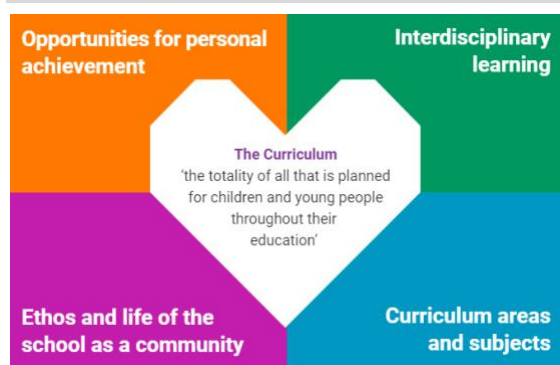 Opportunities for personal
achievement
Interdisciplinary
learning
The Curriculum
'the totality of all that is planned
for children and young people
throughout their
education'
Ethos and life of the
school as a community
Curriculum areas
and subjects